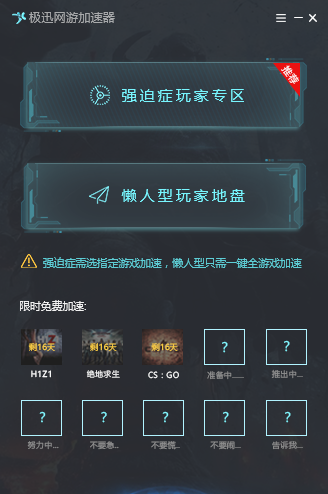 极迅网游加速器
推荐
强迫症玩家专区
懒人型玩家地盘
强迫症需选指定游戏加速，懒人型只需一键全游戏加速
限时免费加速:
剩16天 剩16天 剩16天 ? ?
H1Z1 绝地求生 CS：GO 准备中...... 推出中...
? ? ? ? ?
努力中... 不要急... 不要慌... 不要闹... 告诉我...